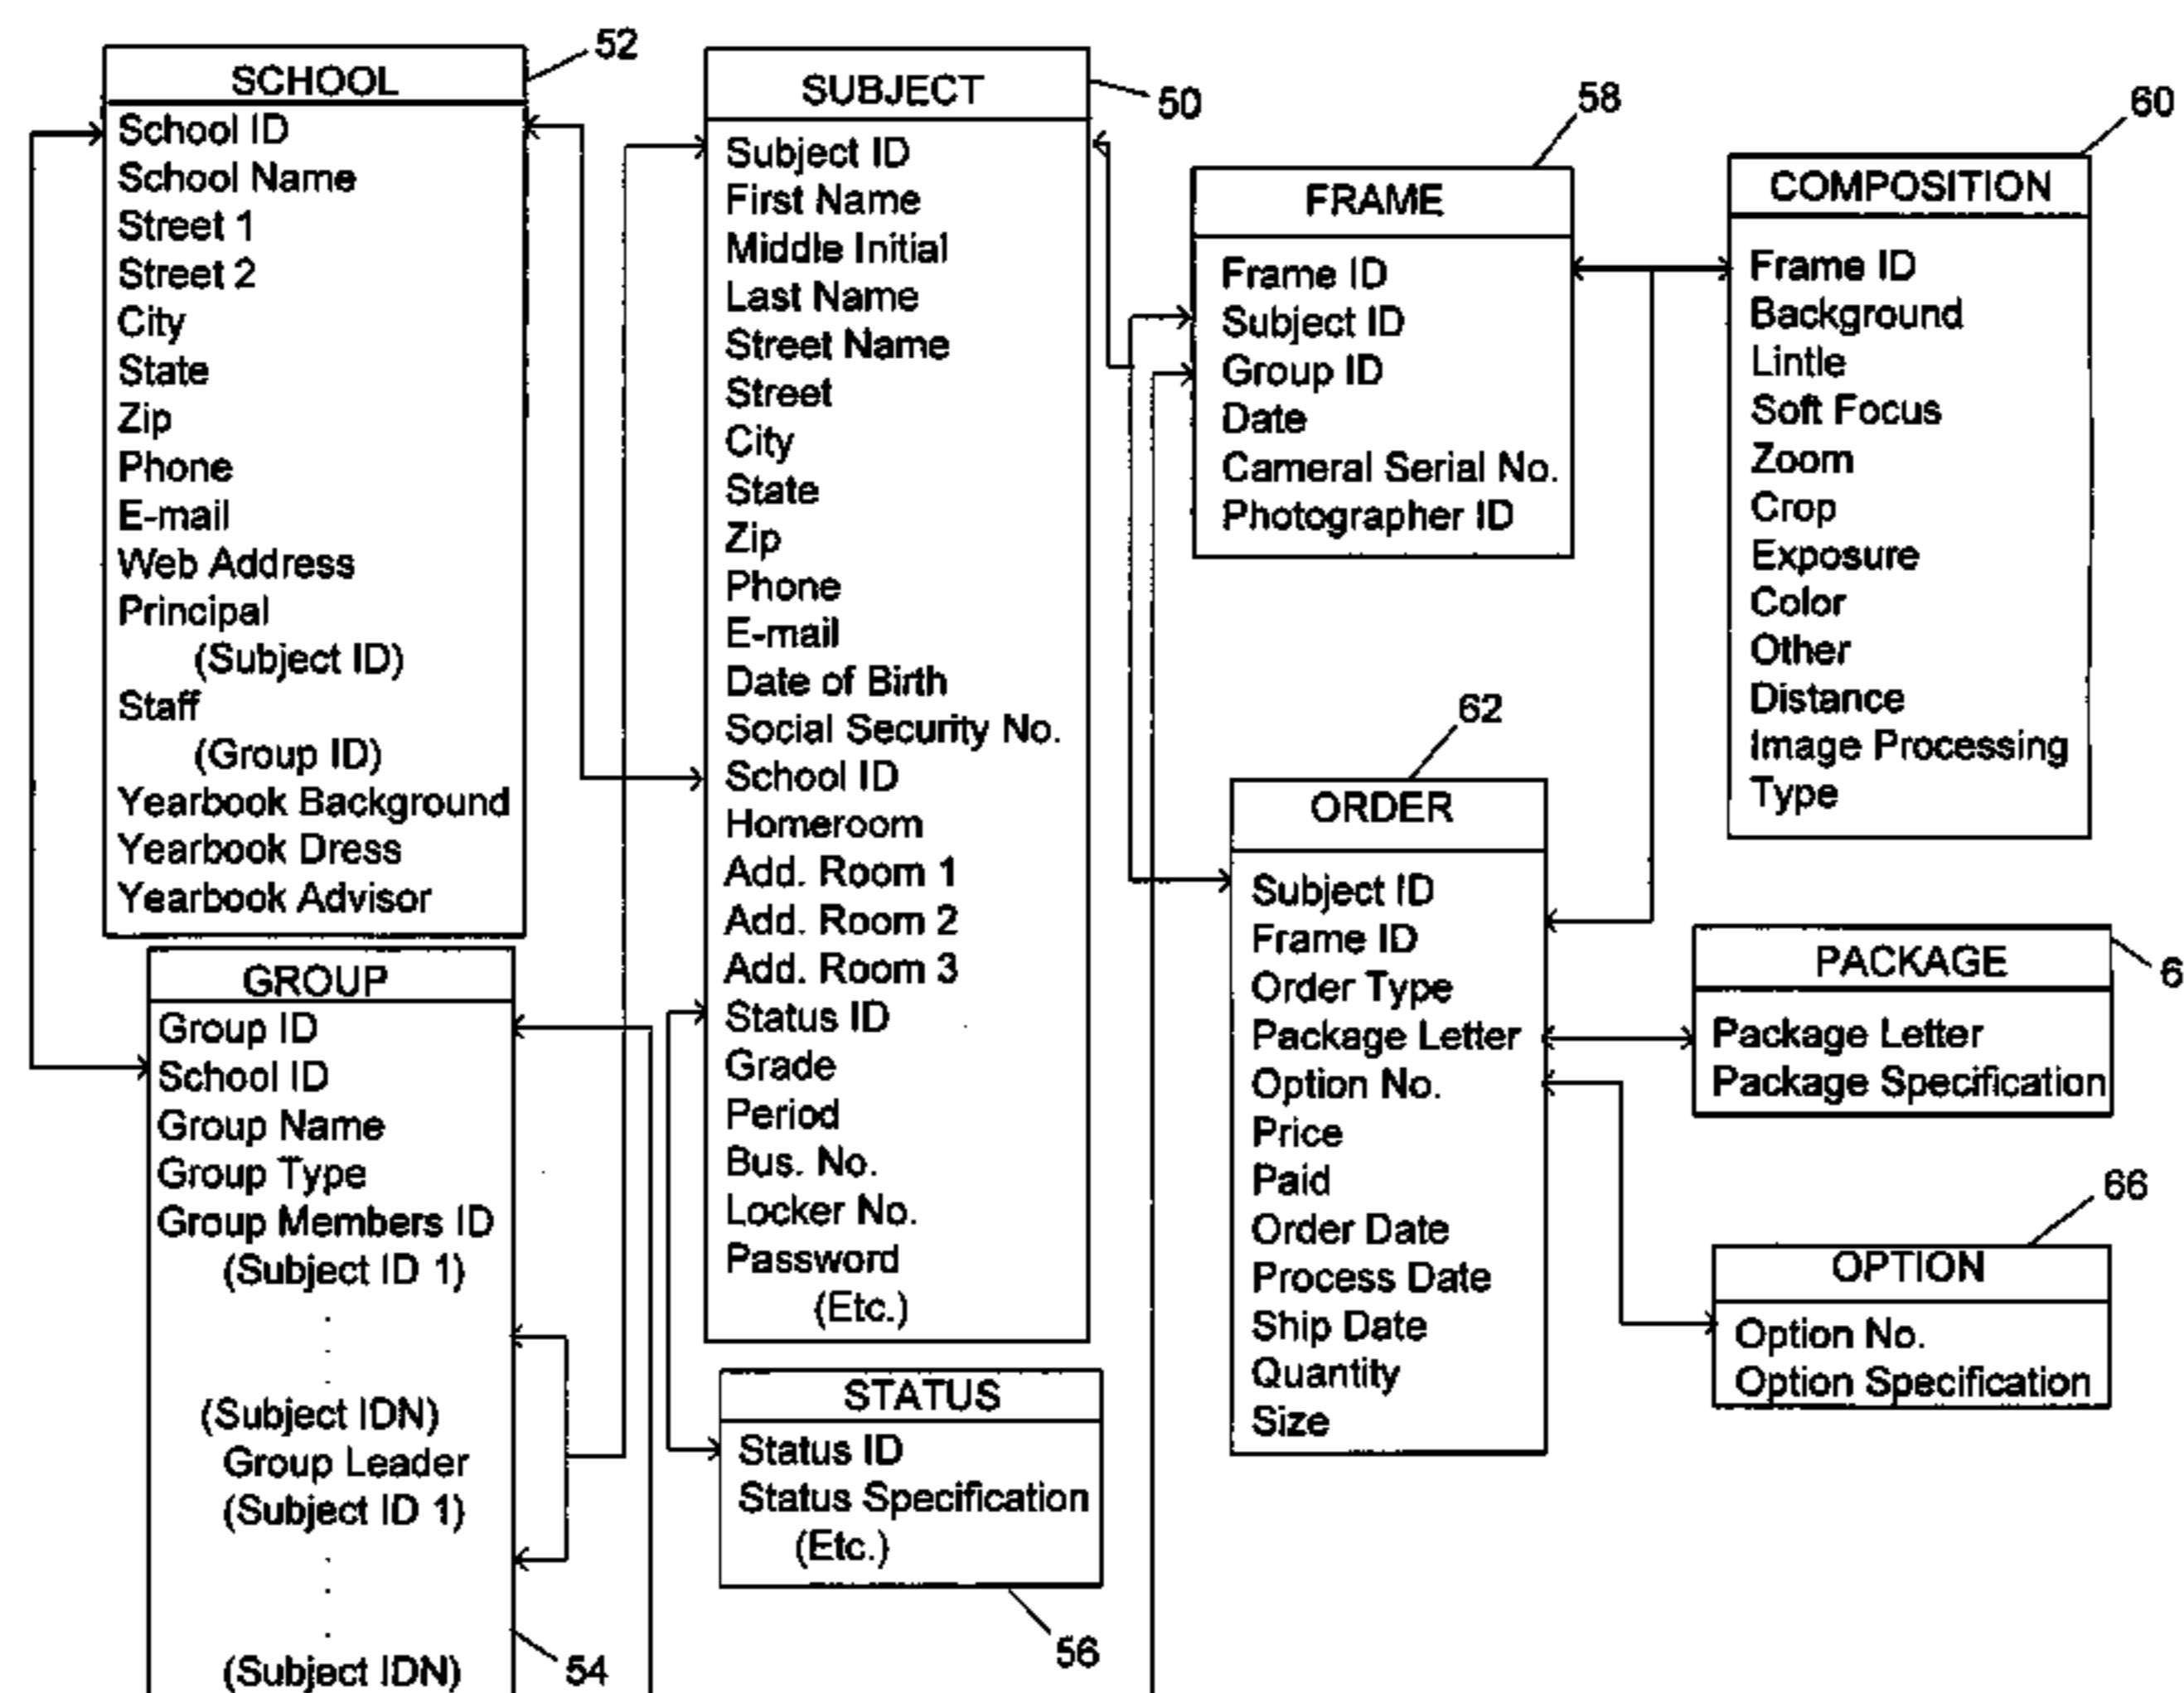 52
SCHOOL
School ID
School Name
Street 1
Street 2
City
State
Zip
Phone
E-mail
Web Address
Principal
(Subject ID)
Staff
(Group ID)
Yearbook Background
Yearbook Dress
Yearbook Advisor
GROUP
Group ID
School ID
Group Name
Group Type
Group Members ID
(Subject ID 1)
.
.
.
(Subject IDN)
Group Leader
(Subject ID 1)
.
.
.
(Subject IDN)
54
50
SUBJECT
Subject ID
First Name
Middle Initial
Last Name
Street Name
Street
City
State
Zip
Phone
E-mail
Date of Birth
Social Security No.
School ID
Homeroom
Add. Room 1
Add. Room 2
Add. Room 3
Status ID
Grade
Period
Bus. No.
Locker No.
Password
(Etc.)
STATUS
Status ID
Status Specification
(Etc.)
56
58
FRAME
Frame ID
Subject ID
Group ID
Date
Cameral Serial No.
Photographer ID
62
ORDER
Subject ID
Frame ID
Order Type
Package Letter
Option No.
Price
Paid
Order Date
Process Date
Ship Date
Quantity
Size
60
COMPOSITION
Frame ID
Background
Lintle
Soft Focus
Zoom
Crop
Exposure
Color
Other
Distance
Image Processing
Type
PACKAGE
6
Package Letter
Package Specification
66
OPTION
Option No.
Option Specification